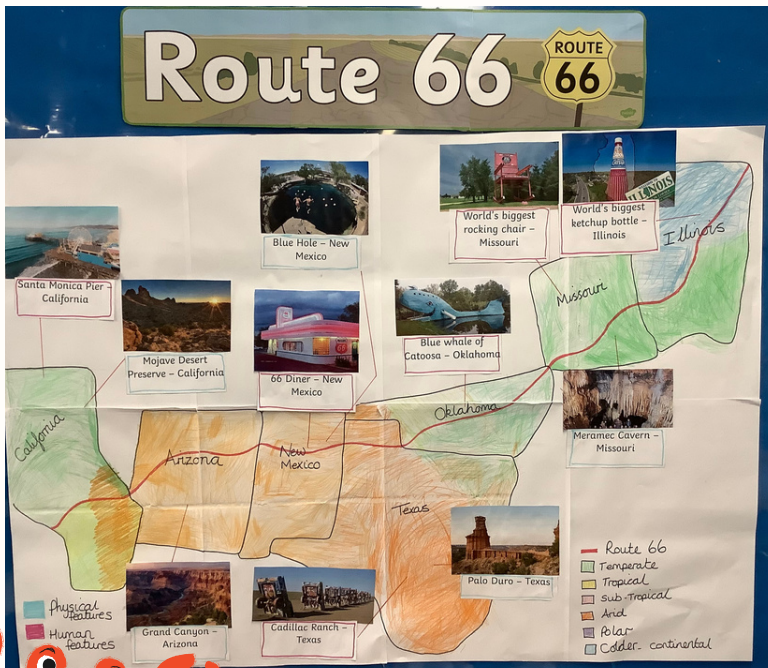 Route 66
ROUTE
66
Blue Hole – New
Mexico
World's biggest
rocking chair –
Missouri
World's biggest
ketchup bottle –
Illinois
ILLINOIS
Illinois
Santa Monica Pier –
California
Missouri
Mojave Desert
Preserve – California
66 Diner – New
Mexico
Blue whale of
Catoosa – Oklahoma
Oklahoma
Meramec Cavern –
Missouri
California
Arizona
New
Mexico
Texas
Palo Duro – Texas
Grand Canyon –
Arizona
Cadillac Ranch –
Texas
Physical
features
Human
features
Route 66
Temperate
Tropical
Sub-Tropical
Arid
Polar
Colder-continental